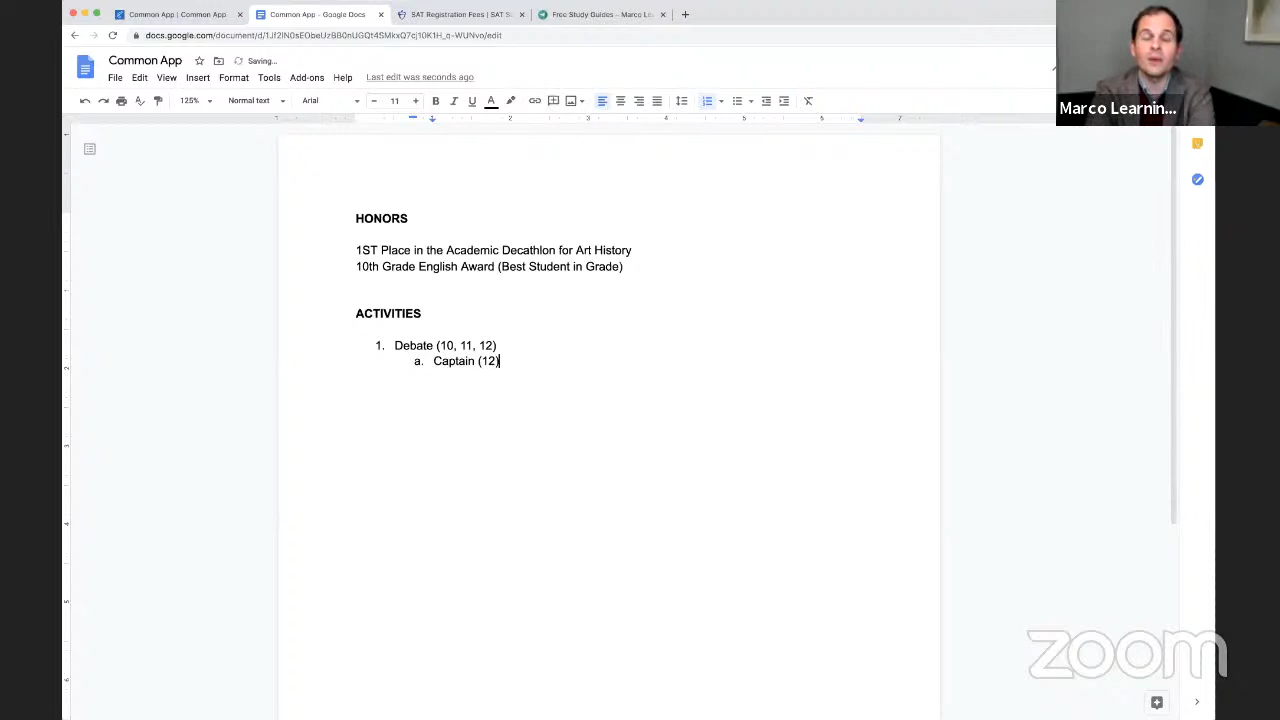 Common App | Common App
Common App - Google Docs
SAT Registration Fees | SAT Su
Free Study Guides – Marco Le
docs.google.com/document/d/
Common App
Saving...
File Edit View Insert Format Tools Add-ons Help Last edit was seconds ago
125% Normal text Arial 11
Marco Learnin...
HONORS
1ST Place in the Academic Decathlon for Art History
10th Grade English Award (Best Student in Grade)
ACTIVITIES
1. Debate (10, 11, 12)
a. Captain (12)
zoom